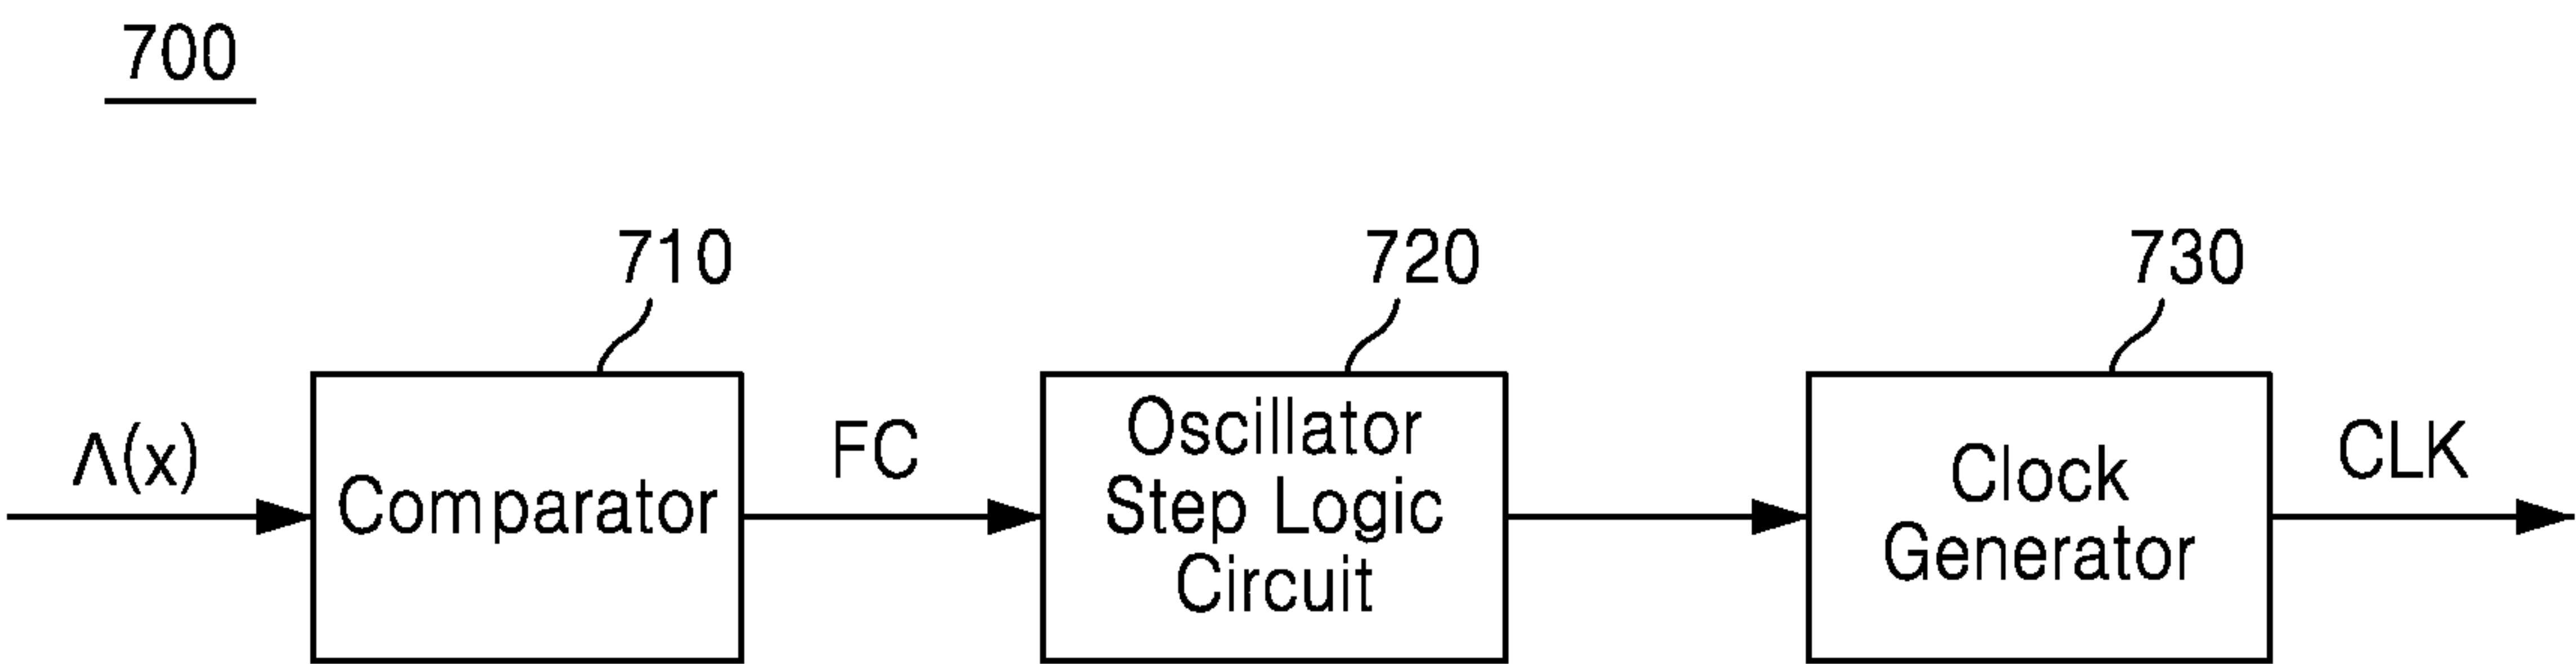 700
710
720
730
Λ(x)
Comparator
FC
Oscillator
Step Logic
Circuit
Clock
Generator
CLK